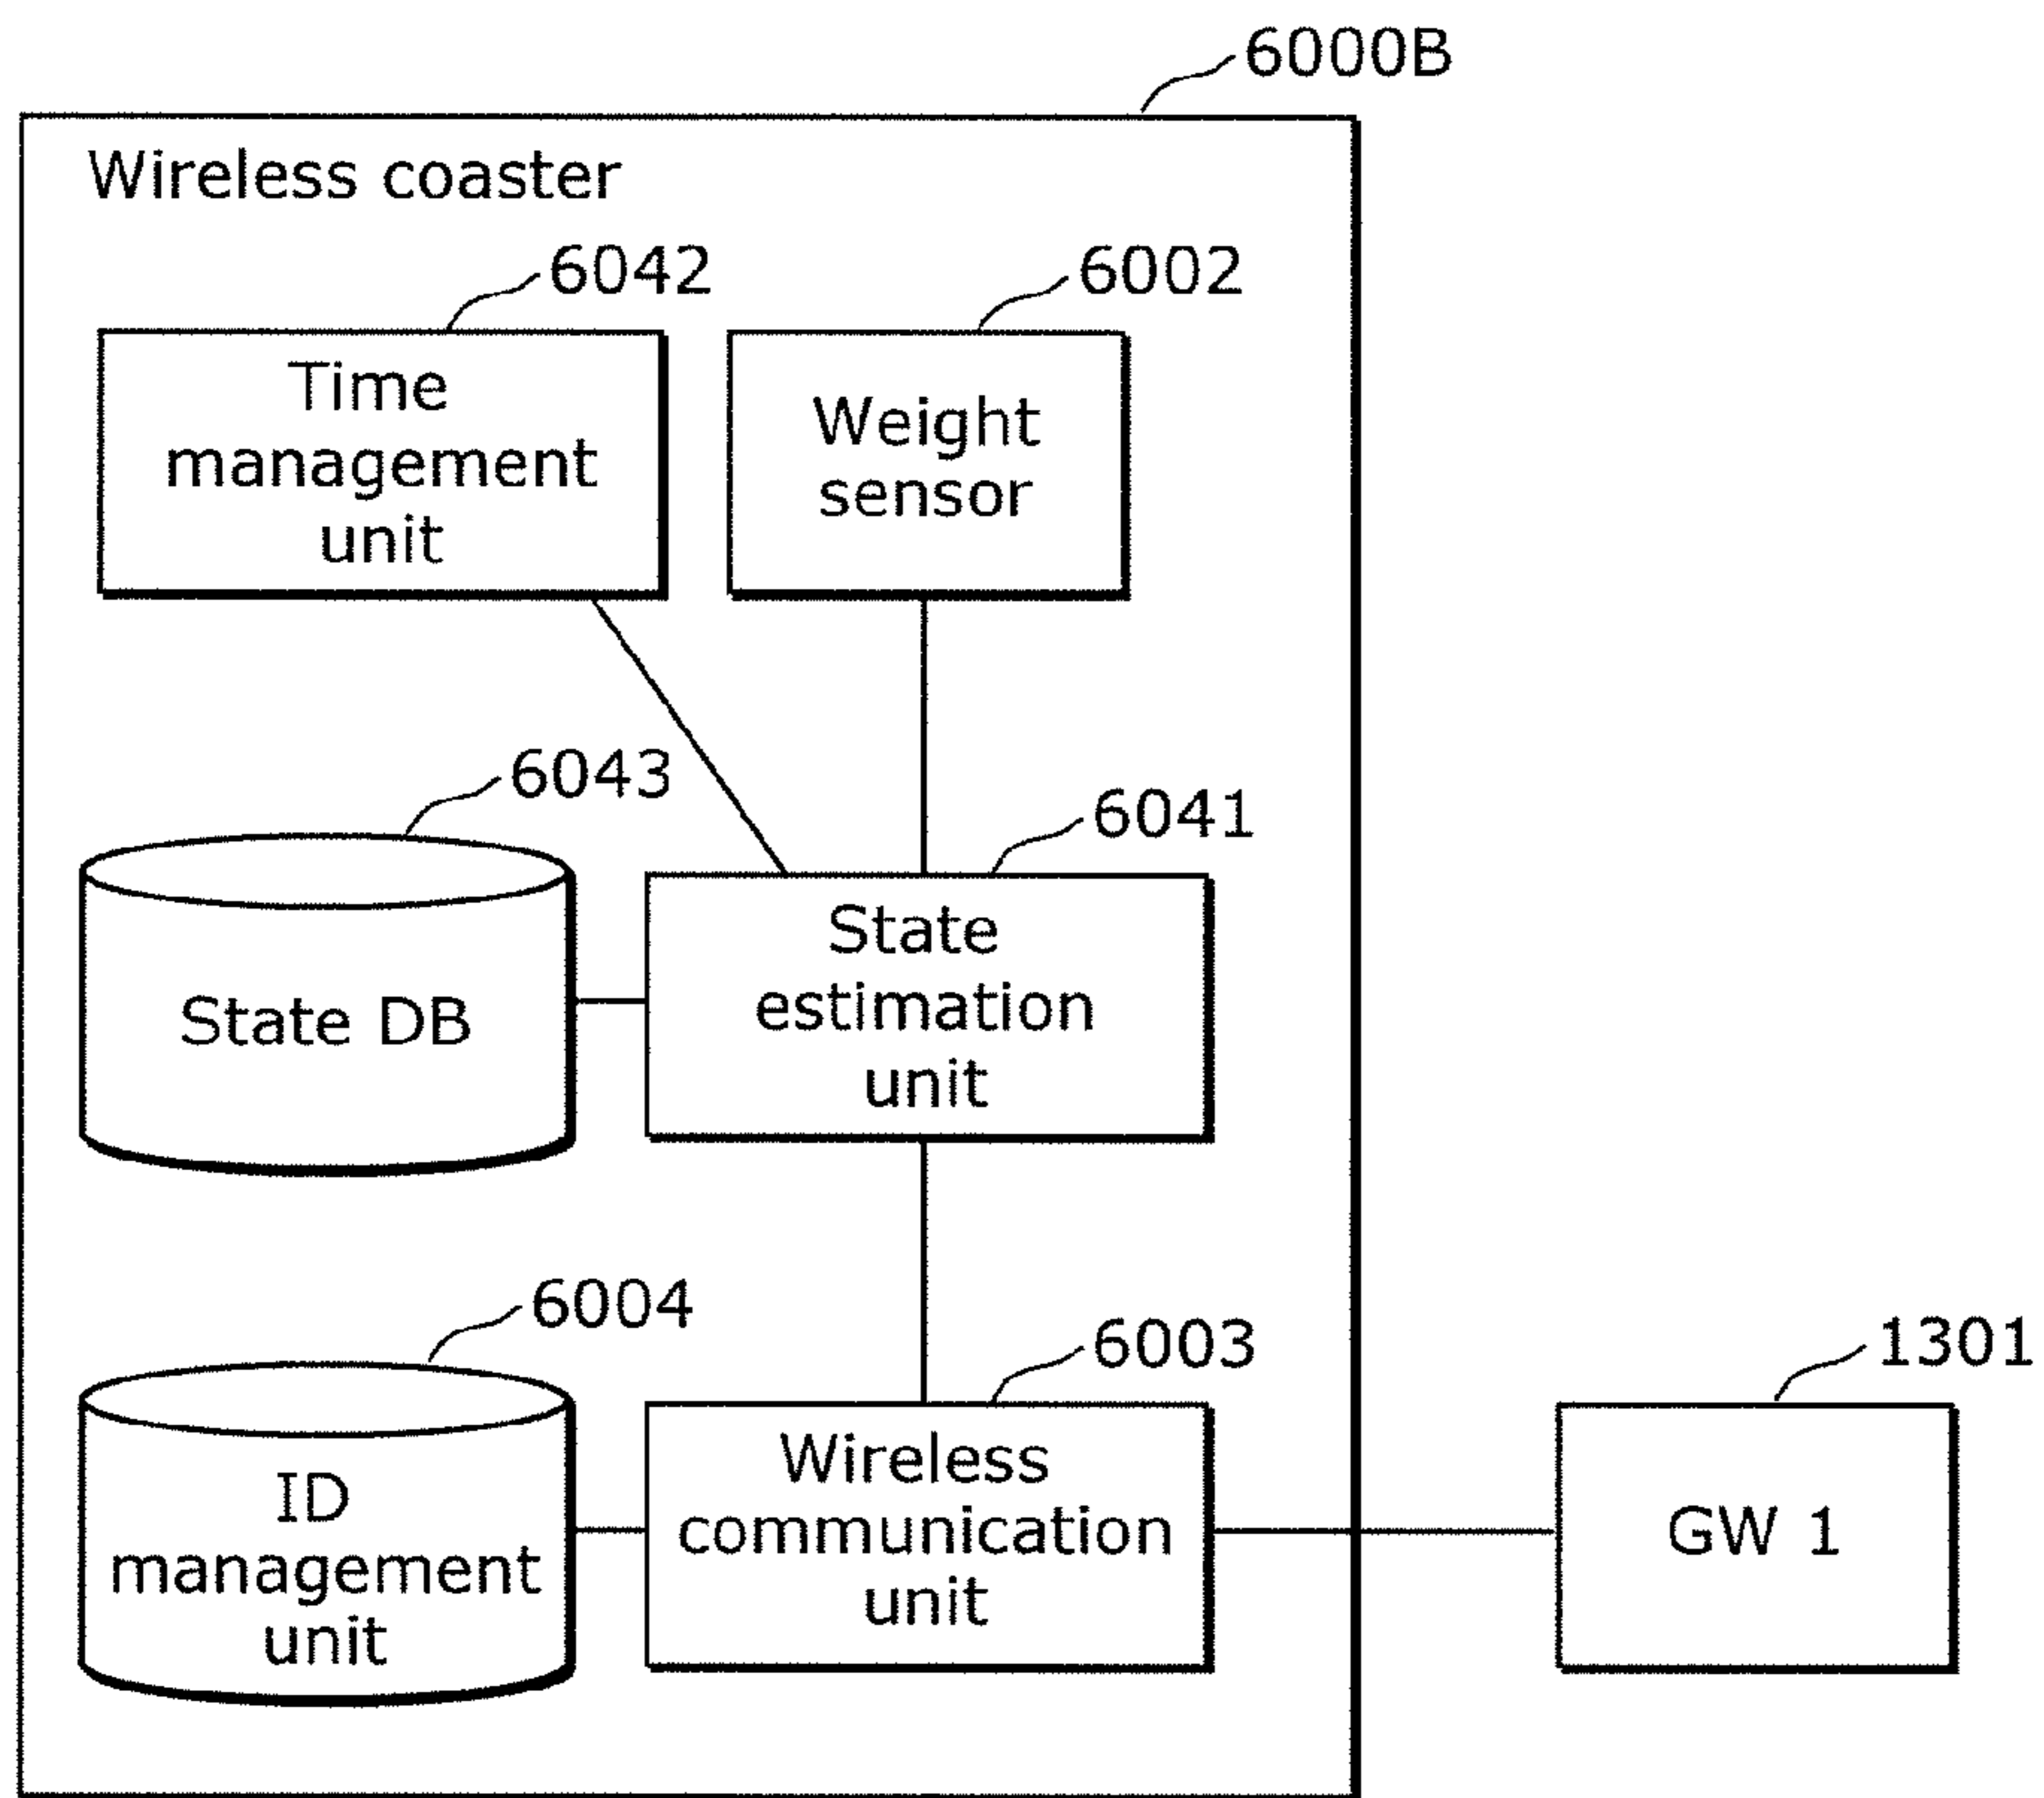 6000B
Wireless coaster
6042
6002
Time
management
unit
Weight
sensor
6043
6041
State DB
State
estimation
unit
6004
6003
1301
ID
management
unit
Wireless
communication
unit
GW 1